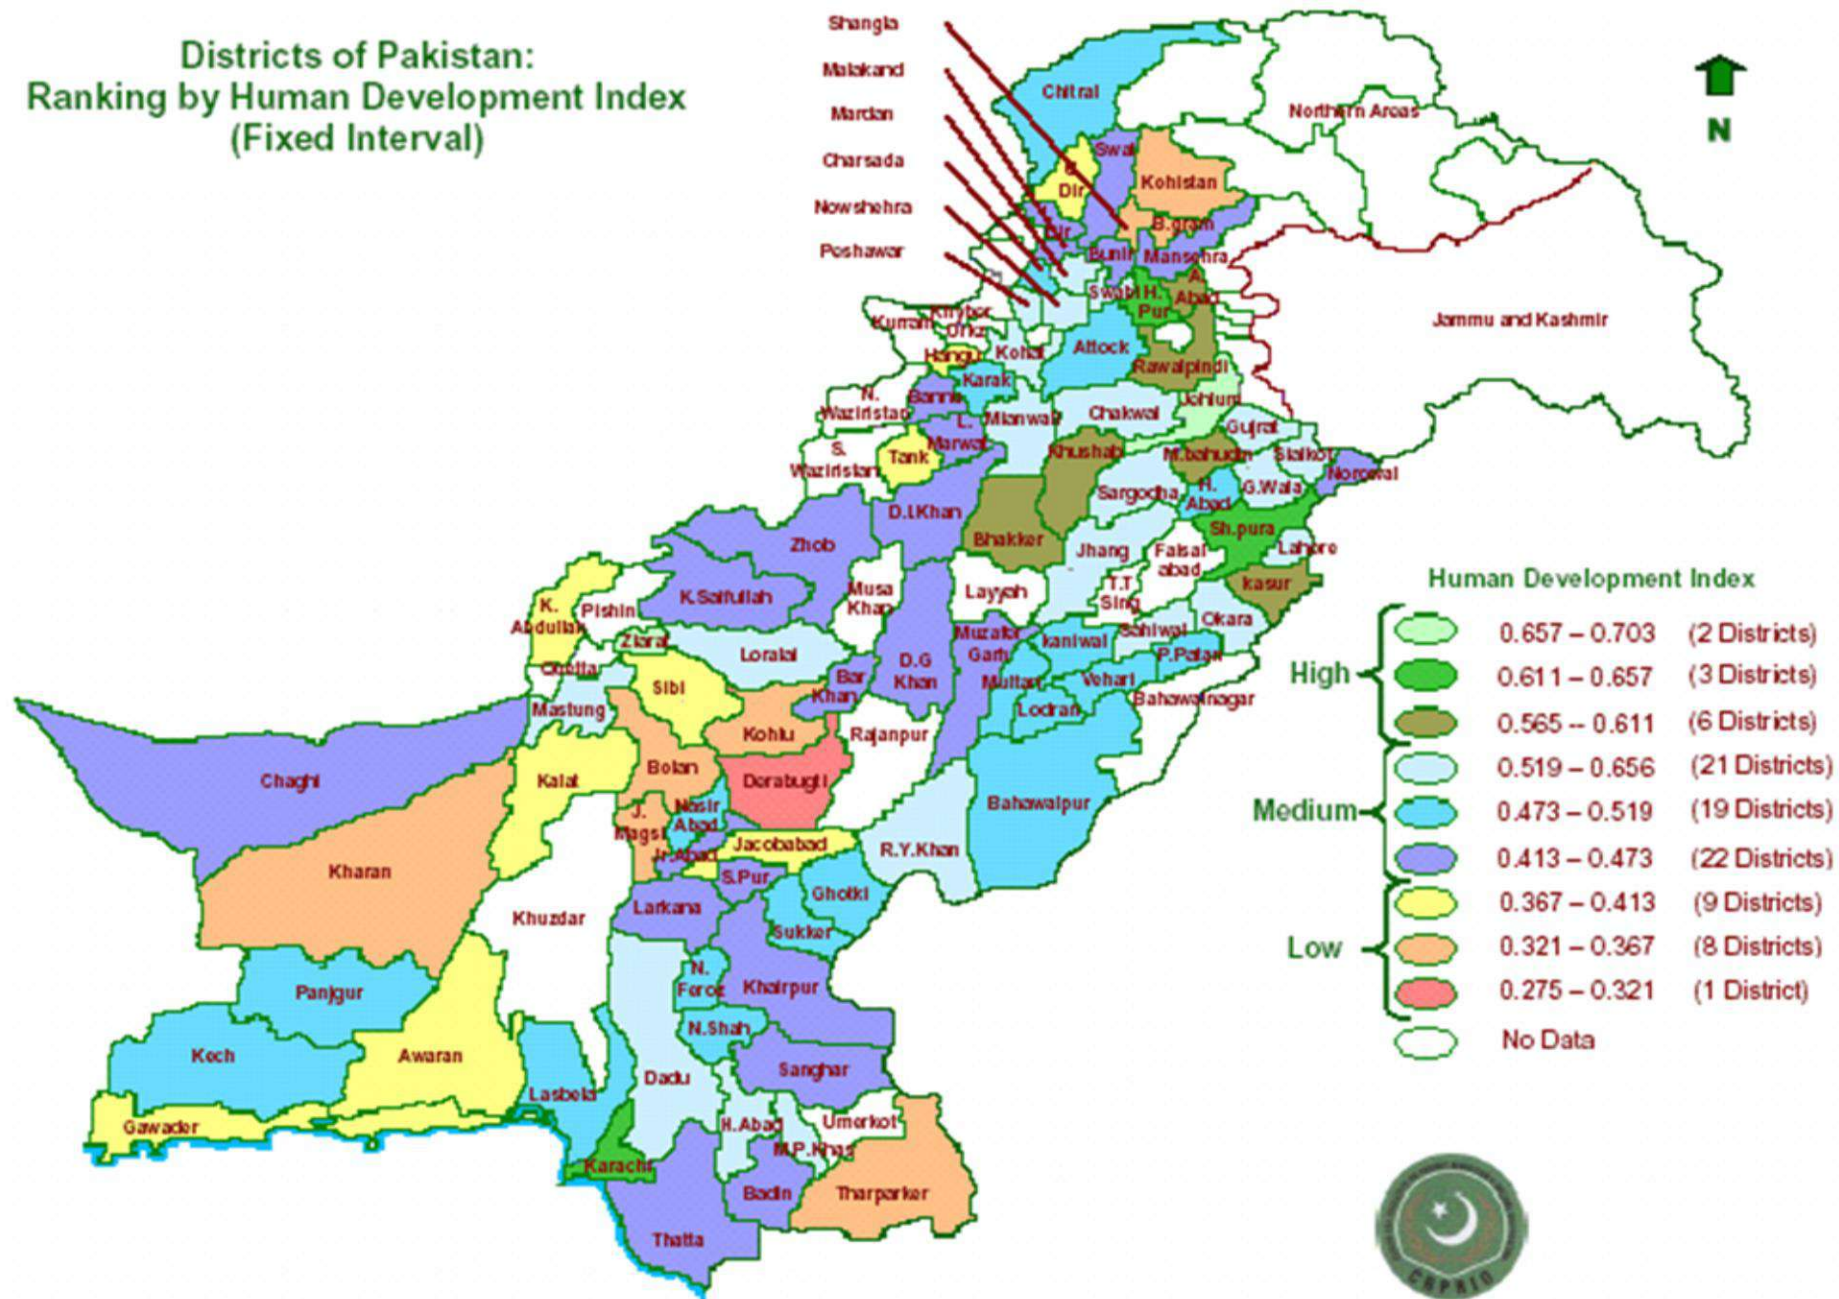 Districts of Pakistan:
Ranking by Human Development Index
(Fixed Interval)
Shangla
Malakand
Mardan
Charsada
Nowshehra
Peshawar
N
Chitral
Northern Areas
Swat
Kohistan
Dir
B.gram
Dir
Bunir
Mansehra
Swabi
H.
Pur
A.
Abad
Jammu and Kashmir
Kurram
Khyber
Orkz
Hangu
Kohat
Attock
Rawalpindi
Karak
N.
Waziristan
Bannu
Mianwali
Chakwal
Jehlum
Gujrat
L.
Marwat
S.
Waziristan
Tank
Khushab
M.bahudin
Sialkot
Norowal
Sargodha
H.
Abad
G.Wala
D.I.Khan
Bhakker
Sh.pura
Zhob
Jhang
Faisal
abad
Lahore
kasur
K.
Abdullah
Pishin
K.Saifullah
Musa
Khan
Layyah
T.T
Sing
Okara
Ziarat
Loralai
Muzafer
Garh
kaniwal
Sahiwal
P.Patan
Quetta
Sibi
Bar
Khan
D.G
Khan
Multan
Vehari
Bahawalnagar
Mastung
Lodran
Kohlu
Rajanpur
Chaghi
Kalat
Bolan
Derabugti
Bahawalpur
Nasir
Abad
J.
Magsi
Jr.Abad
Jacobabad
R.Y.Khan
Kharan
S.Pur
Ghotki
Khuzdar
Larkana
Sukker
Panjgur
N.
Feroz
Khairpur
N.Shah
Kech
Awaran
Lasbela
Dadu
Sanghar
Gawader
H.Abad
M.P.Khas
Umerkot
Karachi
Badin
Tharparker
Thatta
Human Development Index
High
0.657 – 0.703 (2 Districts)
0.611 – 0.657 (3 Districts)
0.565 – 0.611 (6 Districts)
Medium
0.519 – 0.656 (21 Districts)
0.473 – 0.519 (19 Districts)
0.413 – 0.473 (22 Districts)
Low
0.367 – 0.413 (9 Districts)
0.321 – 0.367 (8 Districts)
0.275 – 0.321 (1 District)
No Data